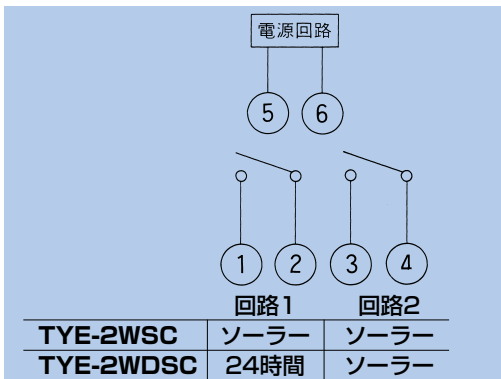 電源回路
5 6
1 2 3 4
回路1 回路2
TYE-2WSC ソーラー ソーラー
TYE-2WDSC 24時間 ソーラー